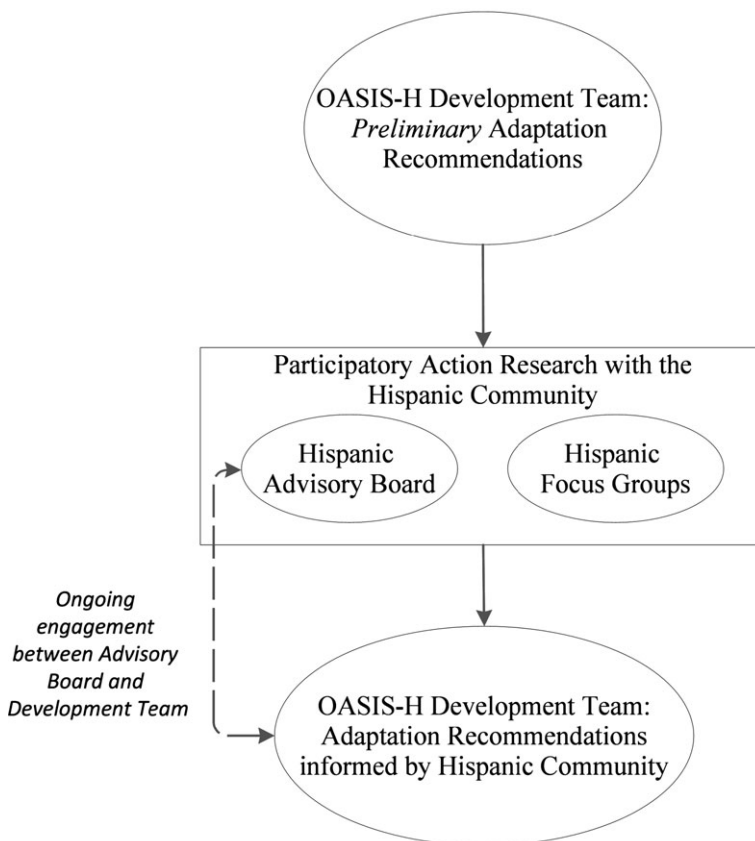 OASIS-H Development Team:
Preliminary Adaptation
Recommendations
Participatory Action Research with the
Hispanic Community
Hispanic
Advisory Board
Hispanic
Focus Groups
Ongoing
engagement
between Advisory
Board and
Development Team
OASIS-H Development Team:
Adaptation Recommendations
informed by Hispanic Community